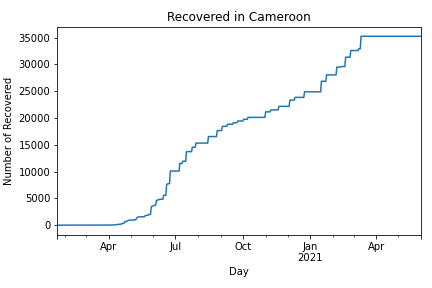 Recovered in Cameroon
Number of Recovered
35000
30000
25000
20000
15000
10000
5000
0
Apr
Jul
Oct
Jan
2021
Apr
Day